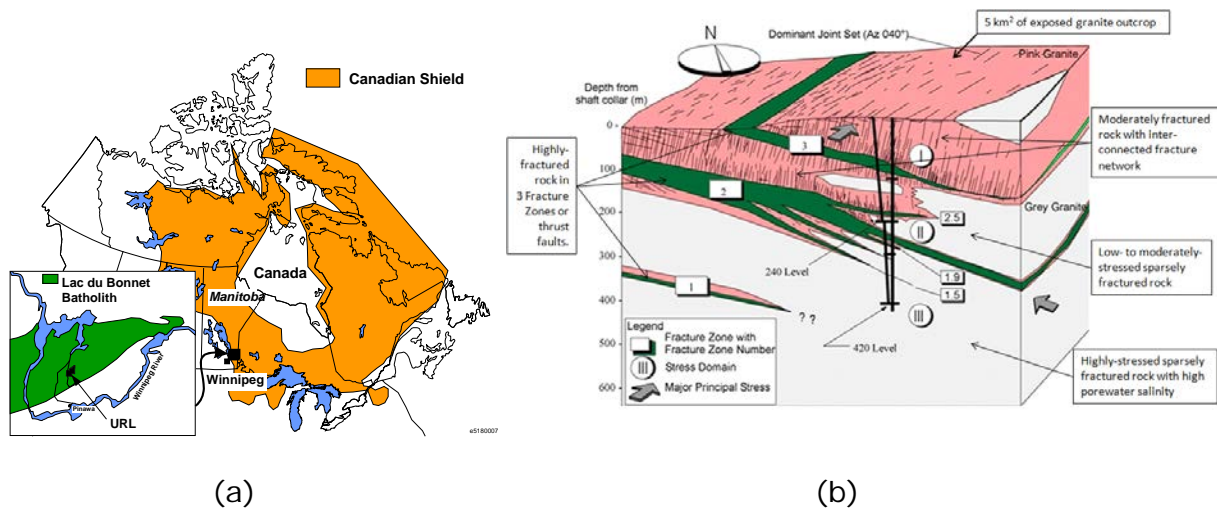 Canadian Shield
Canada
Manitoba
Winnipeg
Lac du Bonnet
Batholith
Winnipeg River
Pinawa
URL
e5180007
(a)
N
5 km² of exposed granite outcrop
Dominant Joint Set (Az 040°)
Pink Granite
Depth from
shaft collar (m)
0
100
200
300
400
500
600
Highly-
fractured
rock in
3 Fracture
Zones or
thrust
faults.
3
2
1
I
II
III
2.5
1.9
1.5
Grey Granite
240 Level
420 Level
? ?
Moderately fractured
rock with Inter-
connected fracture
network
Low- to moderately-
stressed sparsely
fractured rock
Highly-stressed sparsely
fractured rock with high
porewater salinity
Legend
Fracture Zone with
Fracture Zone Number
III
Stress Domain
Major Principal Stress
(b)